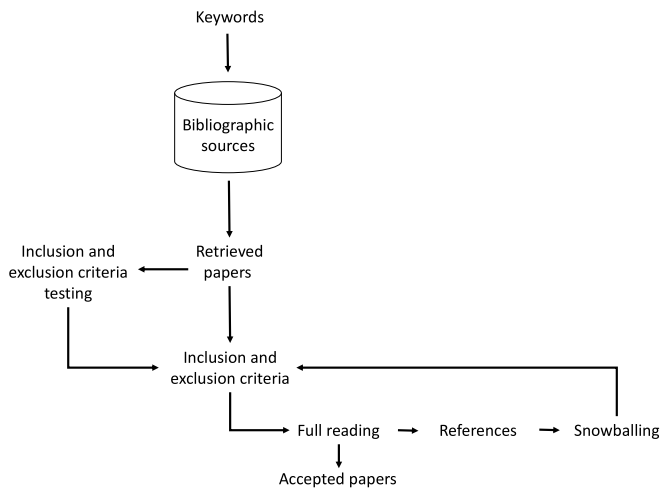 Keywords
Bibliographic
sources
Inclusion and
exclusion criteria
testing
Retrieved
papers
Inclusion and
exclusion criteria
Full reading
References
Snowballing
Accepted papers